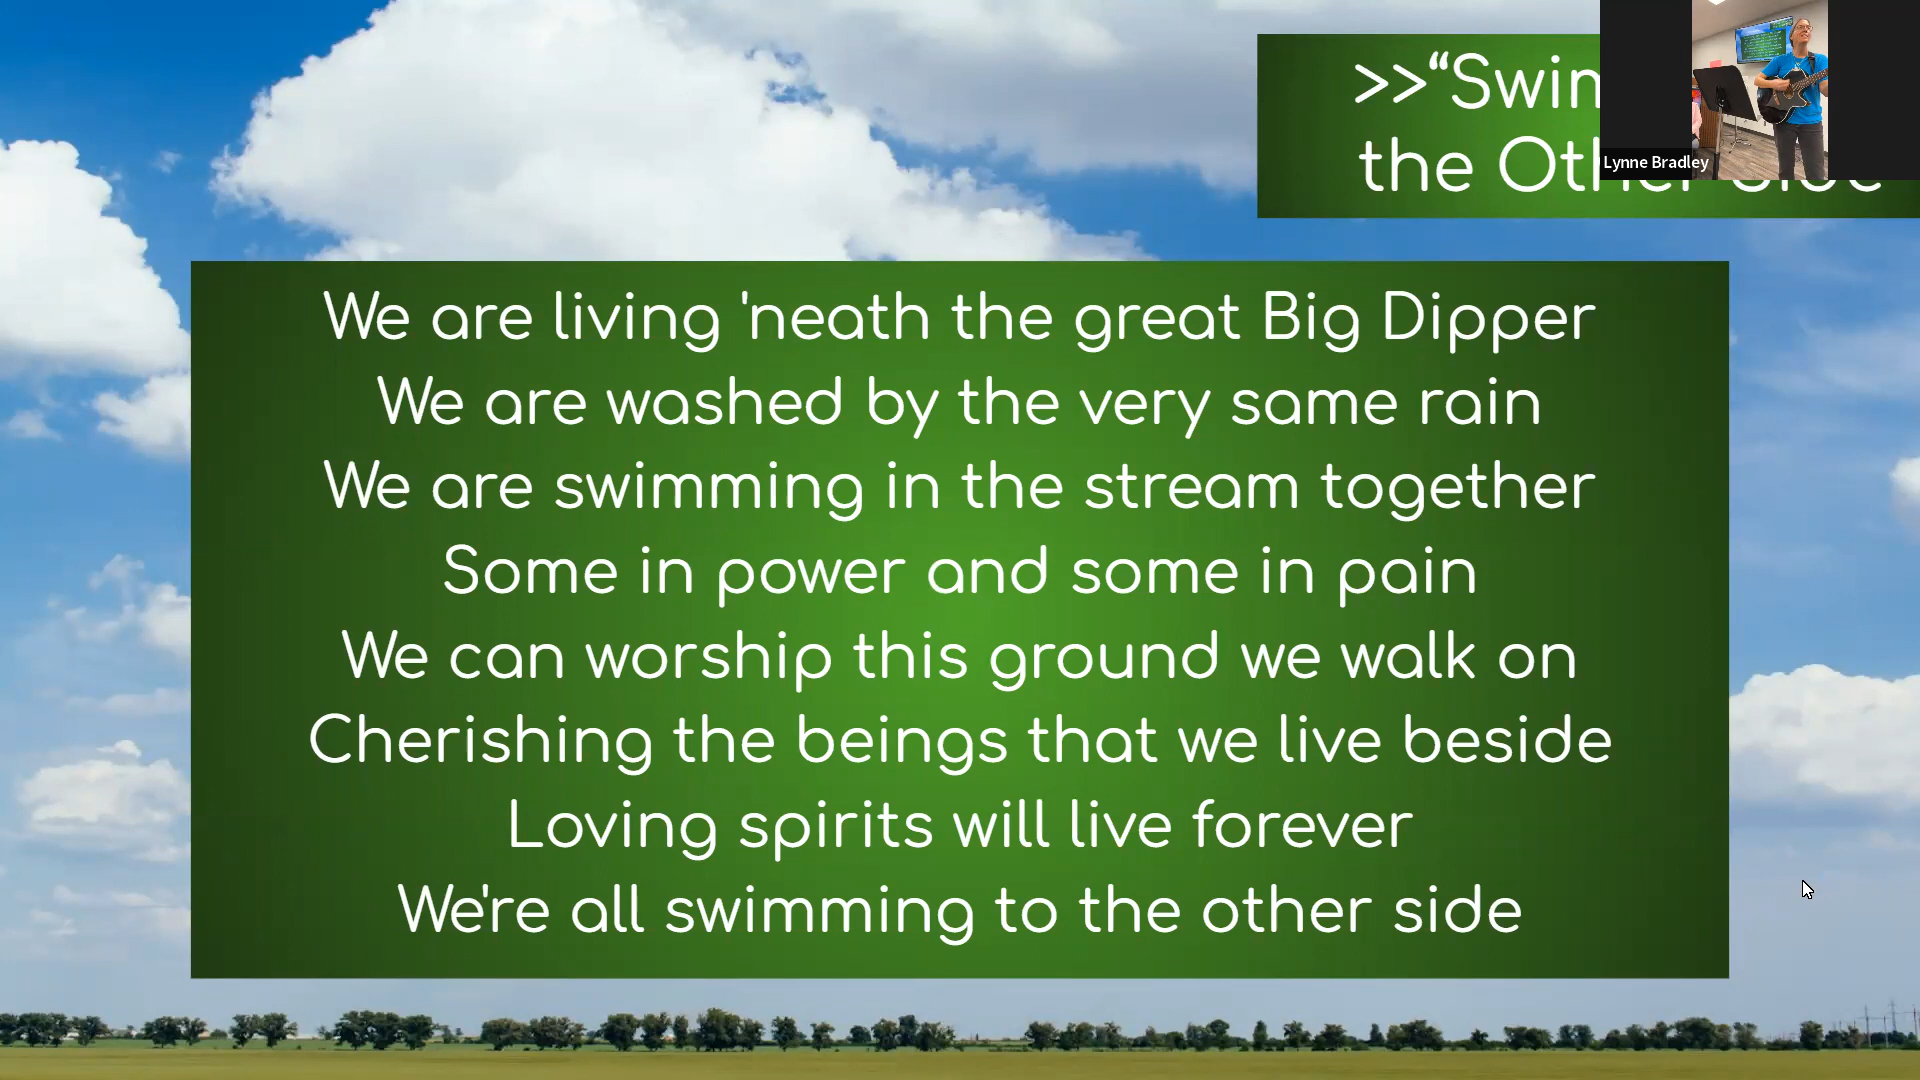 >>“Swim
the Other Side
Lynne Bradley
We are living 'neath the great Big Dipper
We are washed by the very same rain
We are swimming in the stream together
Some in power and some in pain
We can worship this ground we walk on
Cherishing the beings that we live beside
Loving spirits will live forever
We're all swimming to the other side